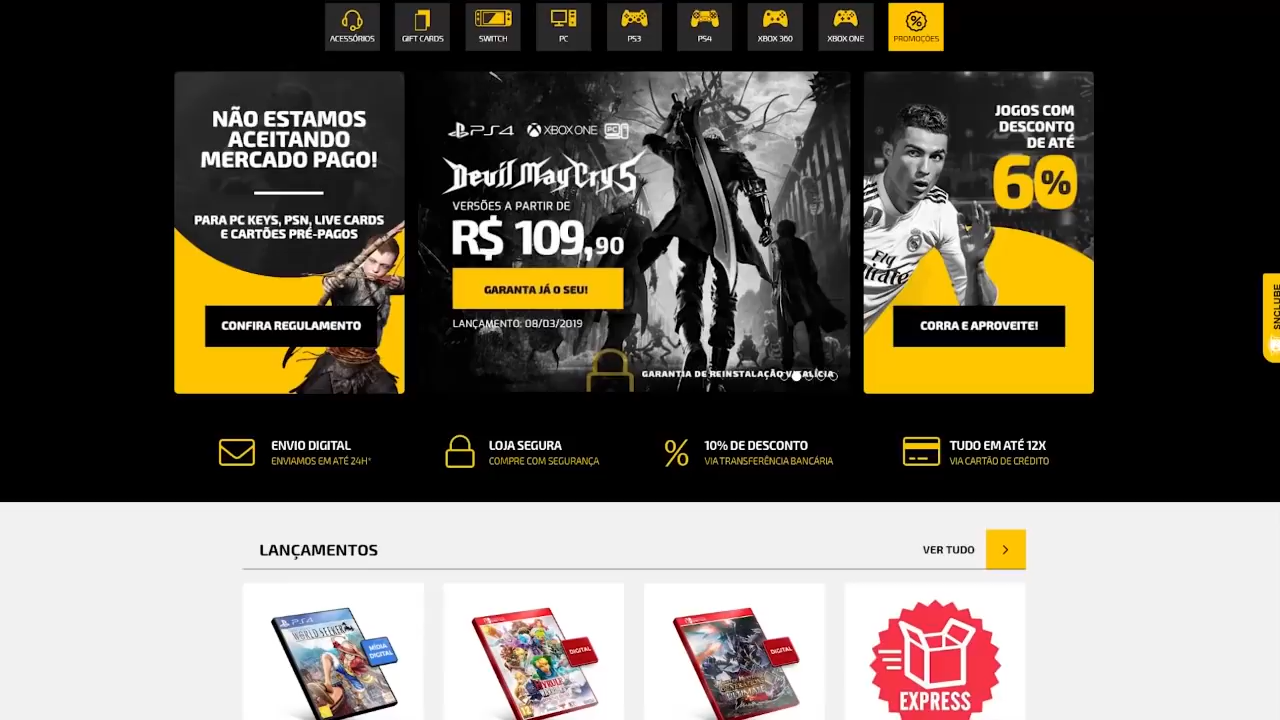 ACESSÓRIOS
GIFT CARDS
SWITCH
PC
PS3
PS4
XBOX 360
XBOX ONE
PROMOÇÕES
NÃO ESTAMOS
ACEITANDO
MERCADO PAGO!
PARA PC KEYS, PSN, LIVE CARDS
E CARTÕES PRÉ-PAGOS
CONFIRA REGULAMENTO
PS4 XBOX ONE PC
Devil May Cry 5
VERSÕES A PARTIR DE
R$ 109,90
GARANTA JÁ O SEU!
LANÇAMENTO: 08/03/2019
GARANTIA DE REINSTALAÇÃO VITALÍCIA
JOGOS COM
DESCONTO
DE ATÉ
6%
Fly
Emirates
CORRA E APROVEITE!
SNCLUBE
ENVIO DIGITAL
ENVIAMOS EM ATÉ 24H*
LOJA SEGURA
COMPRE COM SEGURANÇA
10% DE DESCONTO
VIA TRANSFERÊNCIA BANCÁRIA
TUDO EM ATÉ 12X
VIA CARTÃO DE CRÉDITO
LANÇAMENTOS
VER TUDO
PS4
WORLD SEEKER
MÍDIA
DIGITAL
HYRULE
DIGITAL
GENERATIONS
ULTIMATE
DIGITAL
EXPRESS